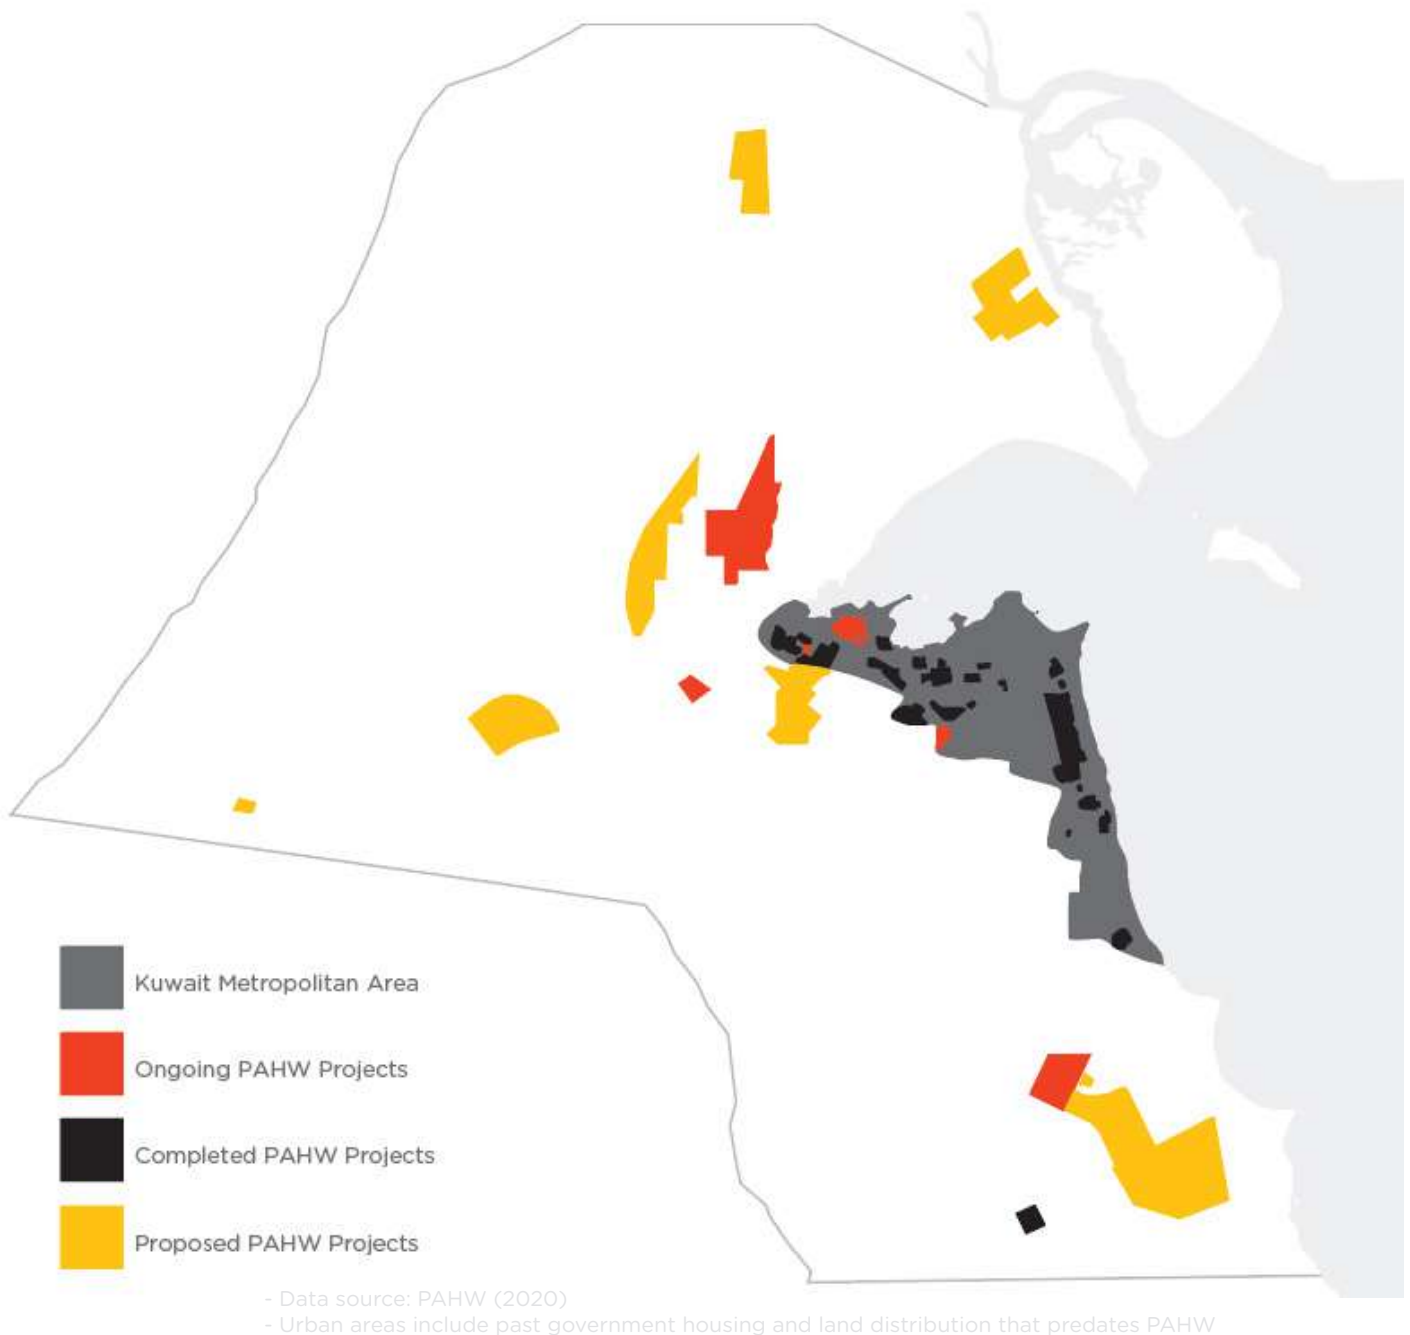 Kuwait Metropolitan Area
Ongoing PAHW Projects
Completed PAHW Projects
Proposed PAHW Projects
- Data source: PAHW (2020)
- Urban areas include past government housing and land distribution that predates PAHW